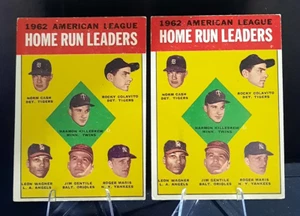 1962 AMERICAN LEAGUE
HOME RUN LEADERS
NORM CASH
DET. TIGERS
ROCKY COLAVITO
DET. TIGERS
HARMON KILLEBREW
MINN. TWINS
LEON WAGNER
L. A. ANGELS
JIM GENTILE
BALT. ORIOLES
ROGER MARIS
N. Y. YANKEES
1962 AMERICAN LEAGUE
HOME RUN LEADERS
NORM CASH
DET. TIGERS
ROCKY COLAVITO
DET. TIGERS
HARMON KILLEBREW
MINN. TWINS
LEON WAGNER
L. A. ANGELS
JIM GENTILE
BALT. ORIOLES
ROGER MARIS
N. Y. YANKEES